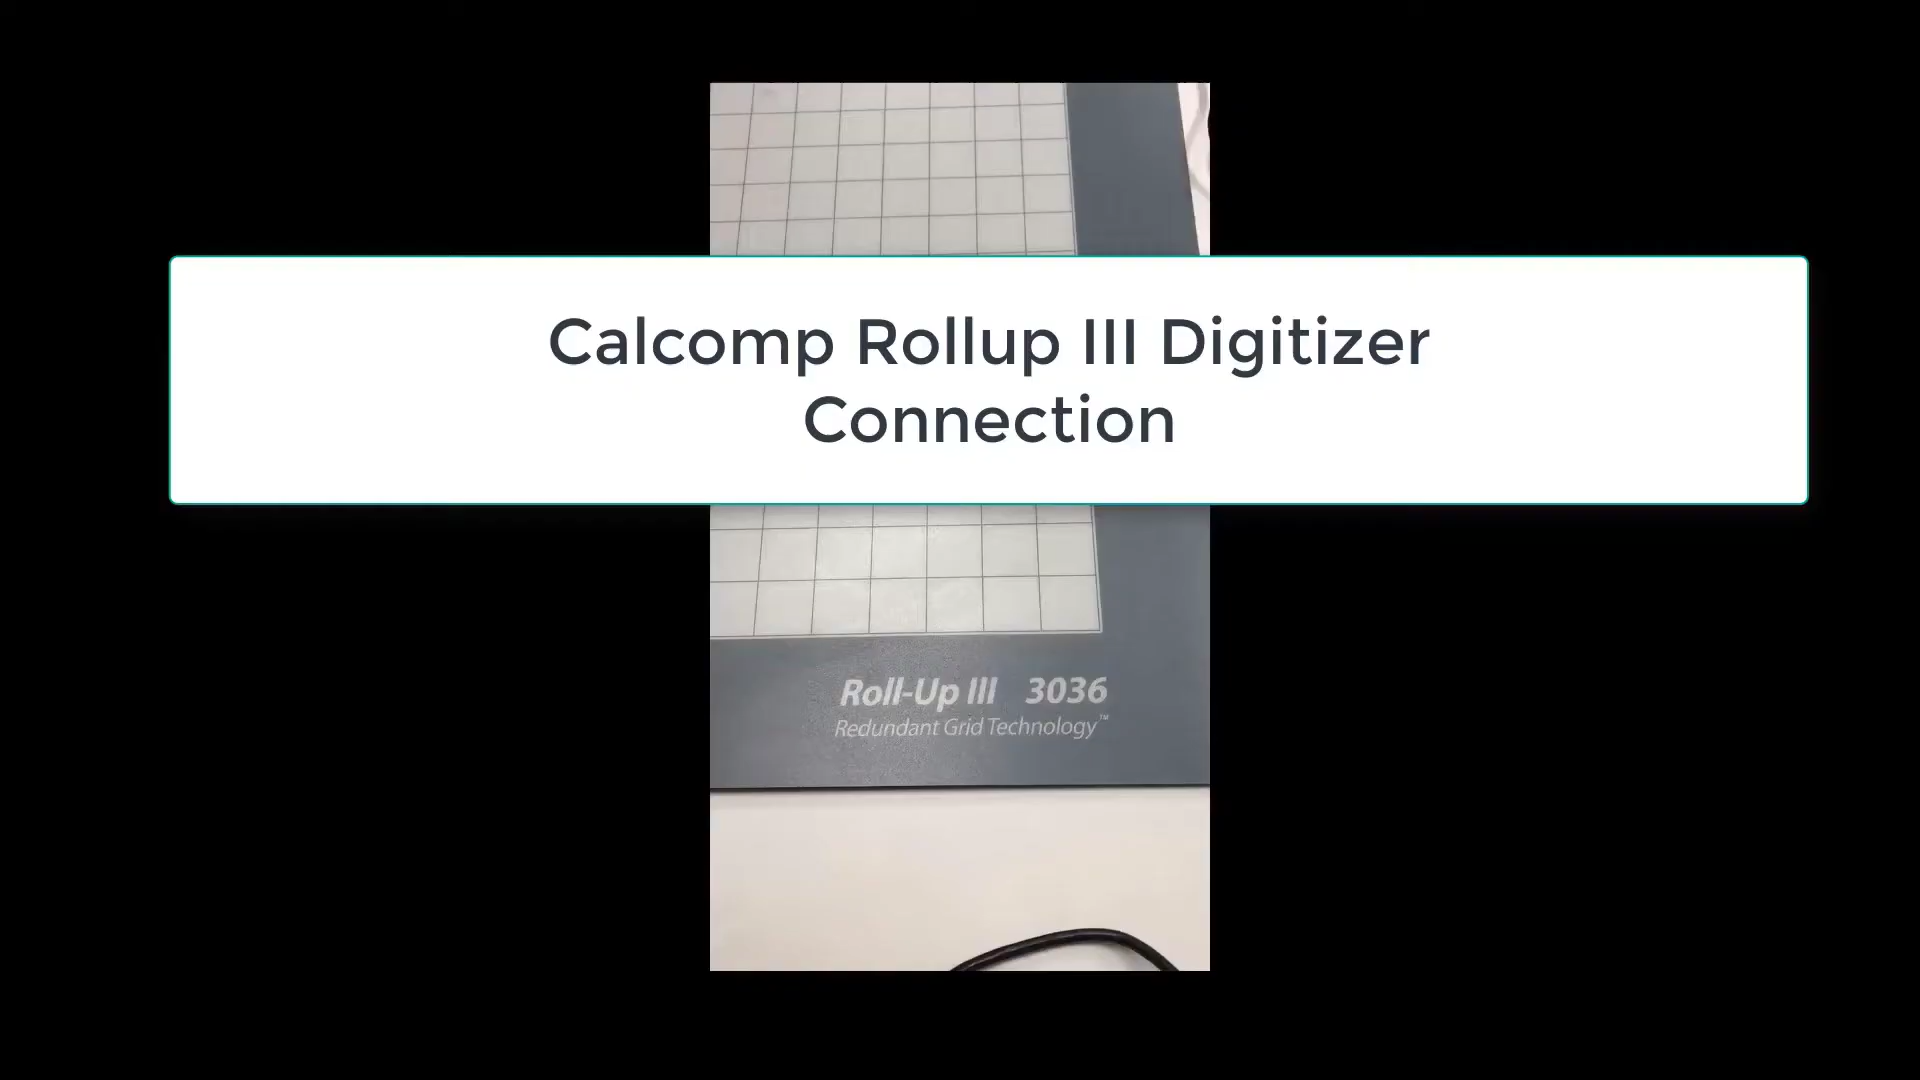 Calcomp Rollup III Digitizer
Connection
Roll-Up III 3036
Redundant Grid Technology™